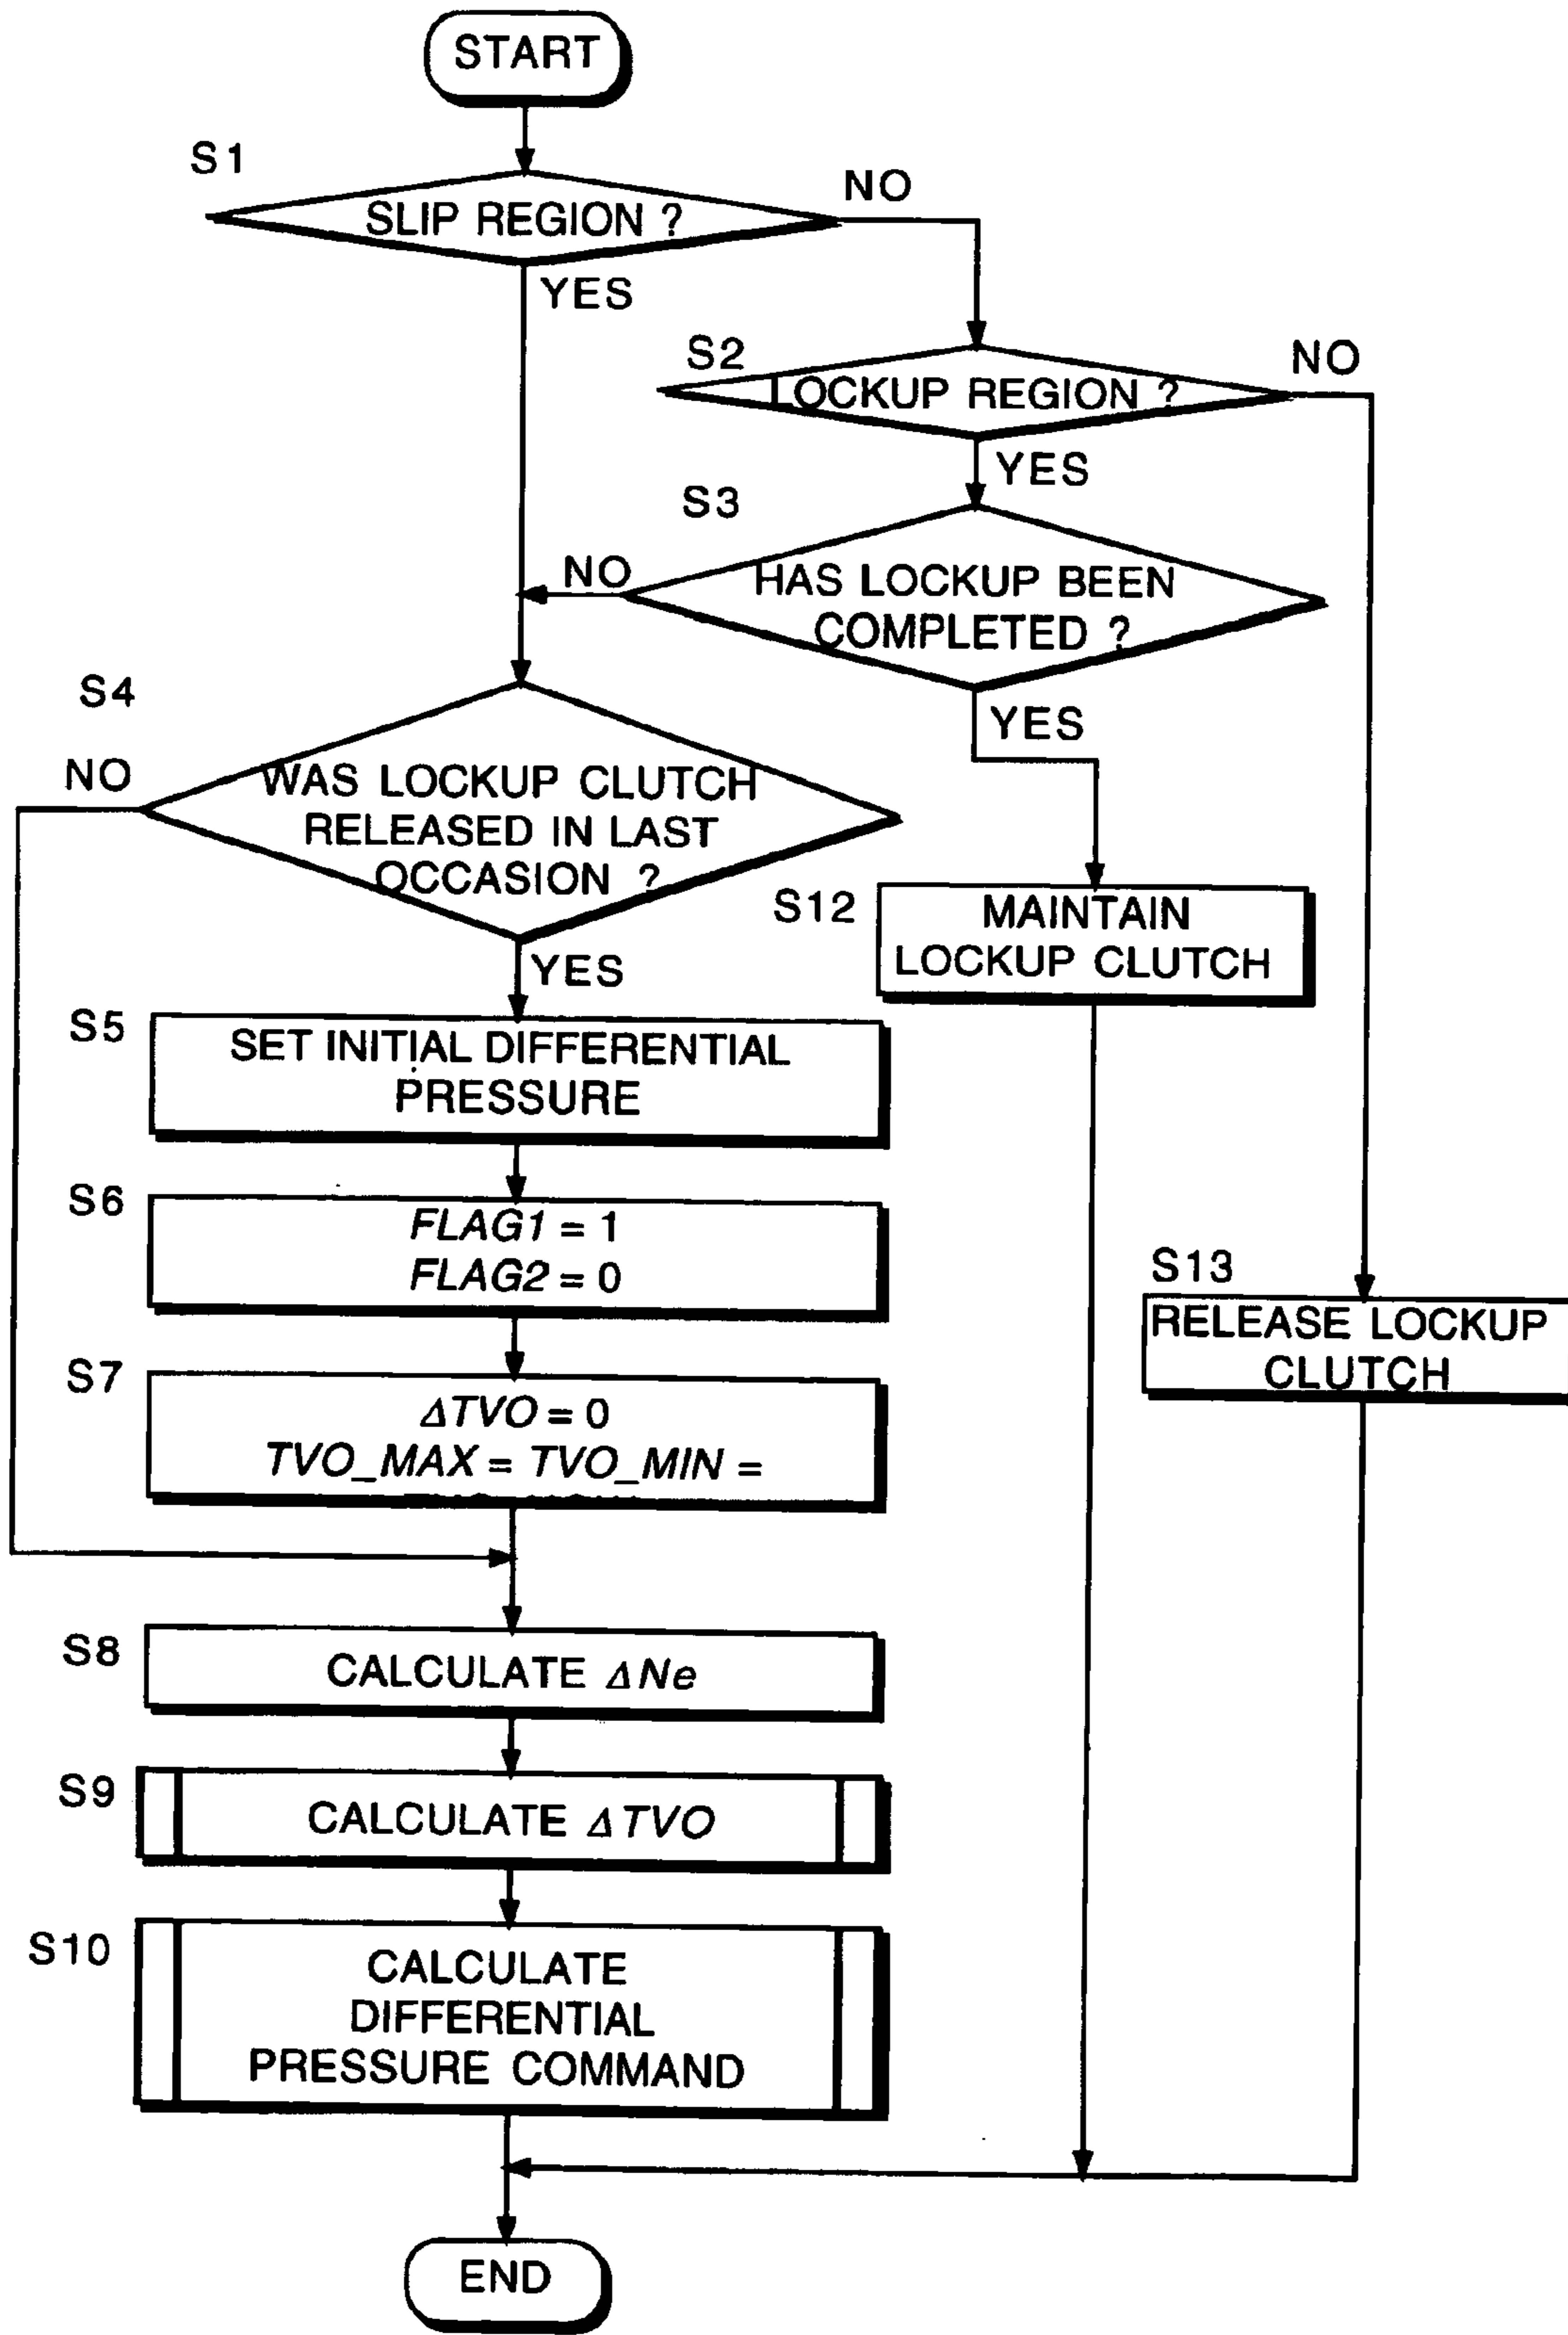 START
S1
SLIP REGION ?
NO
YES
S2
LOCKUP REGION ?
NO
YES
S3
HAS LOCKUP BEEN
COMPLETED ?
NO
YES
S4
WAS LOCKUP CLUTCH
RELEASED IN LAST
OCCASION ?
NO
YES
S12
MAINTAIN
LOCKUP CLUTCH
S5
SET INITIAL DIFFERENTIAL
PRESSURE
S6
FLAG1 = 1
FLAG2 = 0
S13
RELEASE LOCKUP
CLUTCH
S7
ΔTVO = 0
TVO_MAX = TVO_MIN =
S8
CALCULATE ΔNe
S9
CALCULATE ΔTVO
S10
CALCULATE
DIFFERENTIAL
PRESSURE COMMAND
END